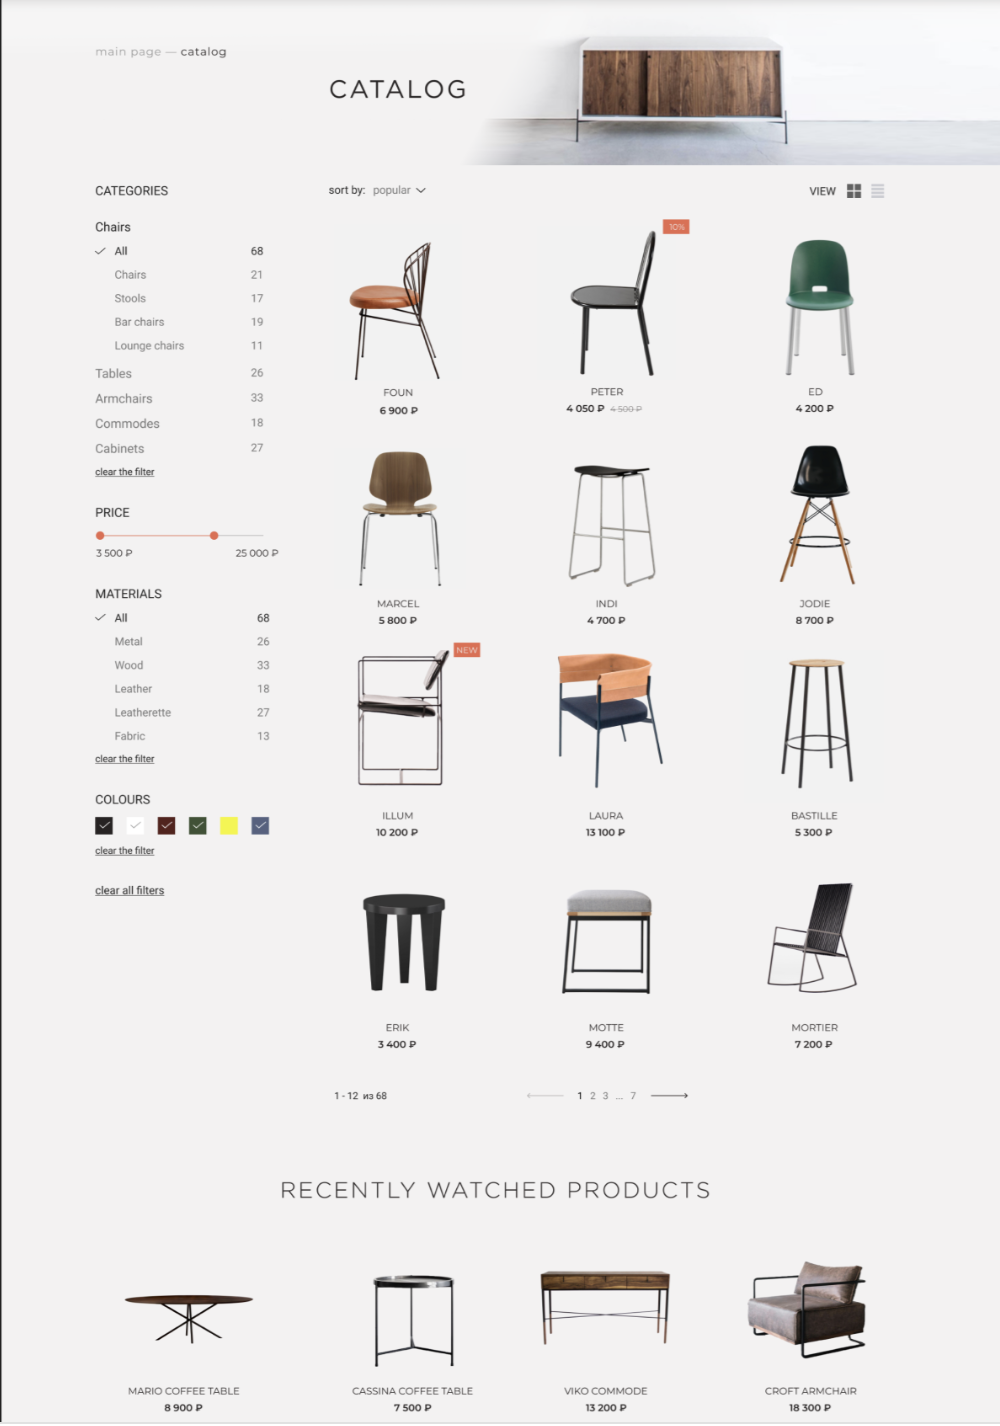 main page — catalog
CATALOG
CATEGORIES
Chairs
All 68
Chairs 21
Stools 17
Bar chairs 19
Lounge chairs 11
Tables 26
Armchairs 33
Commodes 18
Cabinets 27
clear the filter
PRICE
3 500 ₽ 25 000 ₽
MATERIALS
All 68
Metal 26
Wood 33
Leather 18
Leatherette 27
Fabric 13
clear the filter
COLOURS
clear the filter
clear all filters
sort by: popular
VIEW
10%
FOUN
6 900 ₽
PETER
4 050 ₽ 4 500 ₽
ED
4 200 ₽
MARCEL
5 800 ₽
INDI
4 700 ₽
JODIE
8 700 ₽
NEW
ILLUM
10 200 ₽
LAURA
13 100 ₽
BASTILLE
5 300 ₽
ERIK
3 400 ₽
MOTTE
9 400 ₽
MORTIER
7 200 ₽
1 - 12 из 68
1 2 3 ... 7
RECENTLY WATCHED PRODUCTS
MARIO COFFEE TABLE
8 900 ₽
CASSINA COFFEE TABLE
7 500 ₽
VIKO COMMODE
13 200 ₽
CROFT ARMCHAIR
18 300 ₽